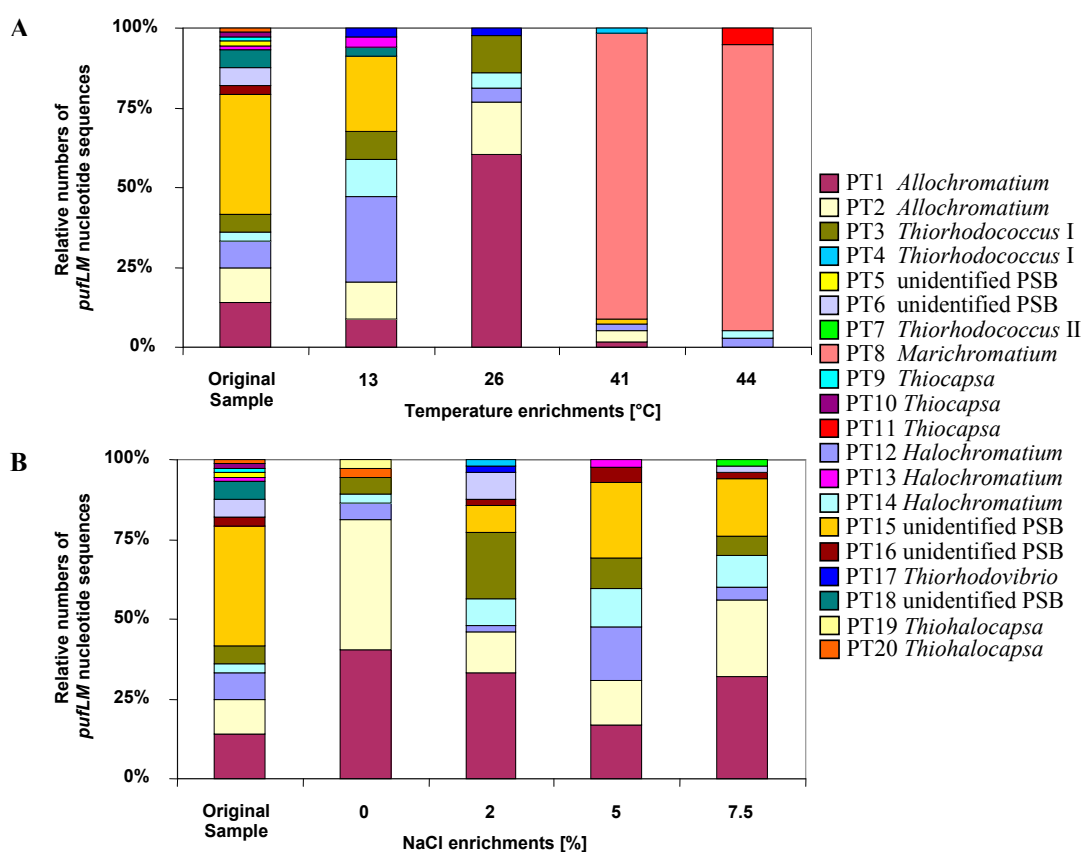 A
100%
75%
50%
25%
0%
Relative numbers of
pufLM nucleotide sequences
Original
Sample
13
26
41
44
Temperature enrichments [°C]
B
100%
75%
50%
25%
0%
Relative numbers of
pufLM nucleotide sequences
Original
Sample
0
2
5
7.5
NaCl enrichments [%]
PT1 Allochromatium
PT2 Allochromatium
PT3 Thiorhodococcus I
PT4 Thiorhodococcus I
PT5 unidentified PSB
PT6 unidentified PSB
PT7 Thiorhodococcus II
PT8 Marichromatium
PT9 Thiocapsa
PT10 Thiocapsa
PT11 Thiocapsa
PT12 Halochromatium
PT13 Halochromatium
PT14 Halochromatium
PT15 unidentified PSB
PT16 unidentified PSB
PT17 Thiorhodovibrio
PT18 unidentified PSB
PT19 Thiohalocapsa
PT20 Thiohalocapsa